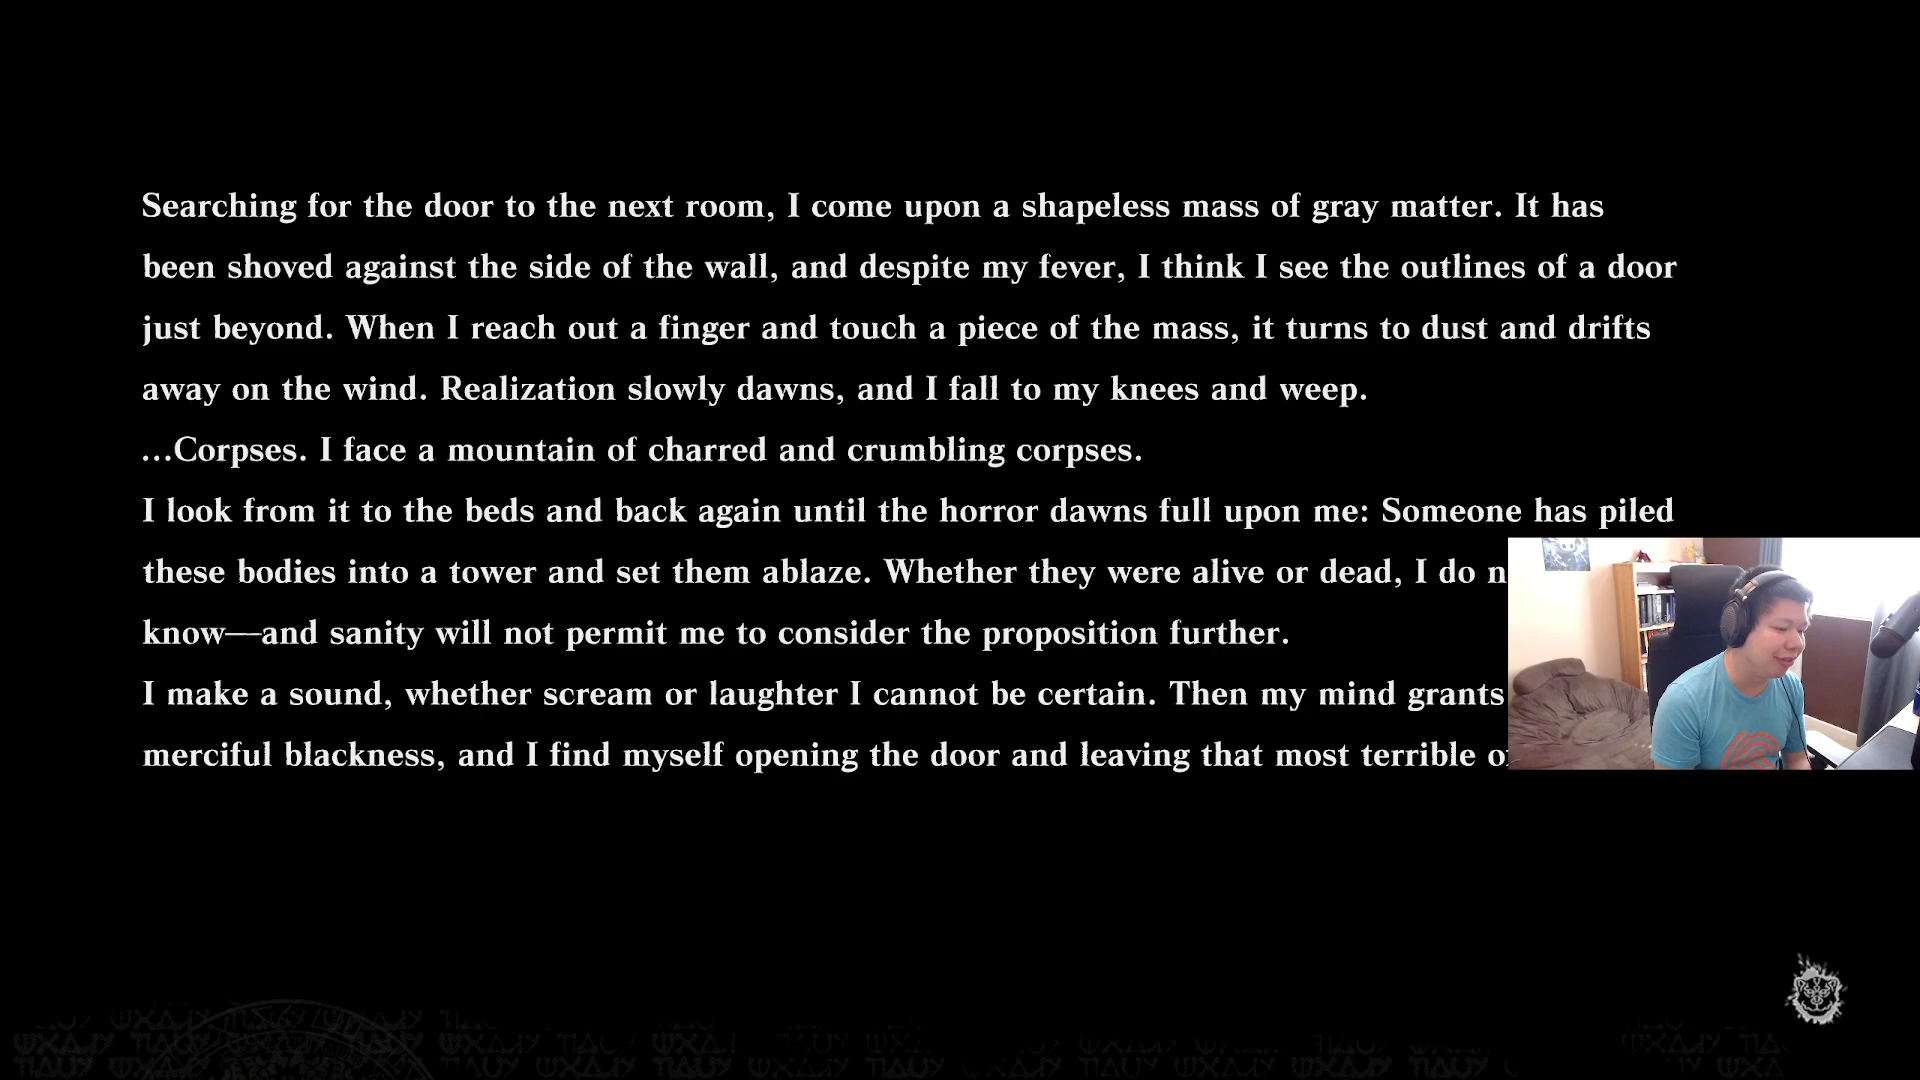 Searching for the door to the next room, I come upon a shapeless mass of gray matter. It has
been shoved against the side of the wall, and despite my fever, I think I see the outlines of a door
just beyond. When I reach out a finger and touch a piece of the mass, it turns to dust and drifts
away on the wind. Realization slowly dawns, and I fall to my knees and weep.
...Corpses. I face a mountain of charred and crumbling corpses.
I look from it to the beds and back again until the horror dawns full upon me: Someone has piled
these bodies into a tower and set them ablaze. Whether they were alive or dead, I do
know—and sanity will not permit me to consider the proposition further.
I make a sound, whether scream or laughter I cannot be certain. Then my mind grants
merciful blackness, and I find myself opening the door and leaving that most terrible